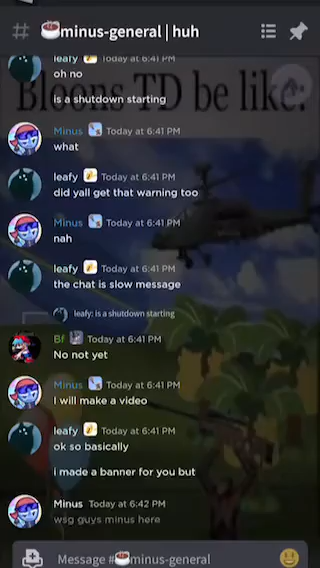 # ☕minus-general | huh
leafy Today at 6:41 PM
oh no
Bloons TD be like:
is a shutdown starting
Minus Today at 6:41 PM
what
leafy Today at 6:41 PM
did yall get that warning too
Minus Today at 6:41 PM
nah
leafy Today at 6:41 PM
the chat is slow message
leafy: is a shutdown starting
Bf Today at 6:41 PM
No not yet
Minus Today at 6:41 PM
I will make a video
leafy Today at 6:41 PM
ok so basically
i made a banner for you but
Minus Today at 6:42 PM
wsg guys minus here
Message #☕minus-general